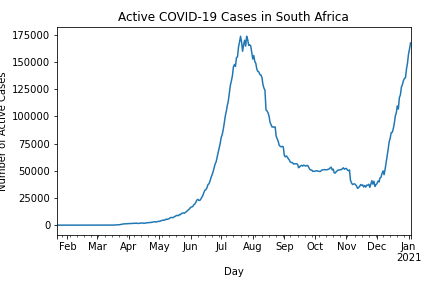 Active COVID-19 Cases in South Africa
Number of Active Cases
175000
150000
125000
100000
75000
50000
25000
0
Feb Mar Apr May Jun Jul Aug Sep Oct Nov Dec Jan
2021
Day